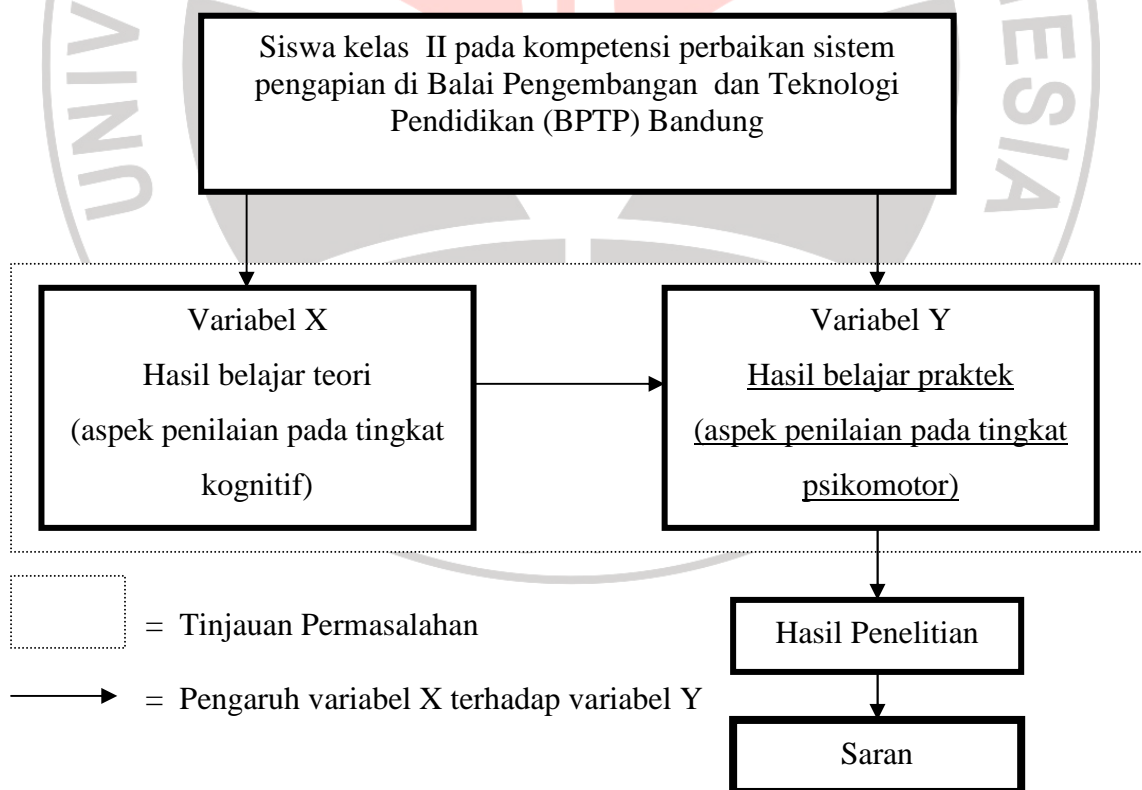 UNIV
NESIA
Siswa kelas II pada kompetensi perbaikan sistem
pengapian di Balai Pengembangan dan Teknologi
Pendidikan (BPTP) Bandung
Variabel X
Hasil belajar teori
(aspek penilaian pada tingkat
kognitif)
Variabel Y
Hasil belajar praktek
(aspek penilaian pada tingkat
psikomotor)
= Tinjauan Permasalahan
= Pengaruh variabel X terhadap variabel Y
Hasil Penelitian
Saran